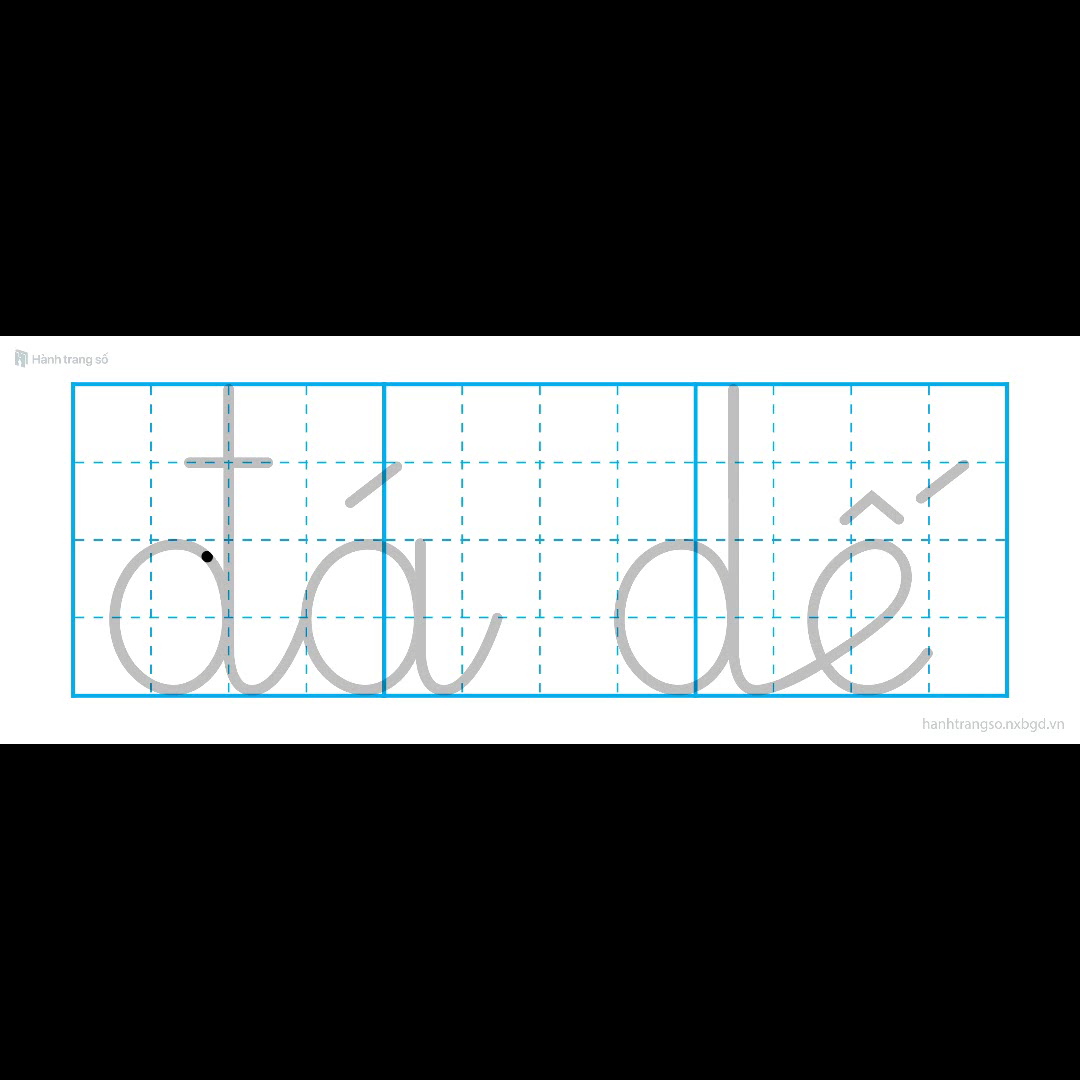 Hành trang số
đá dế
hanhtrangso.nxbgd.vn